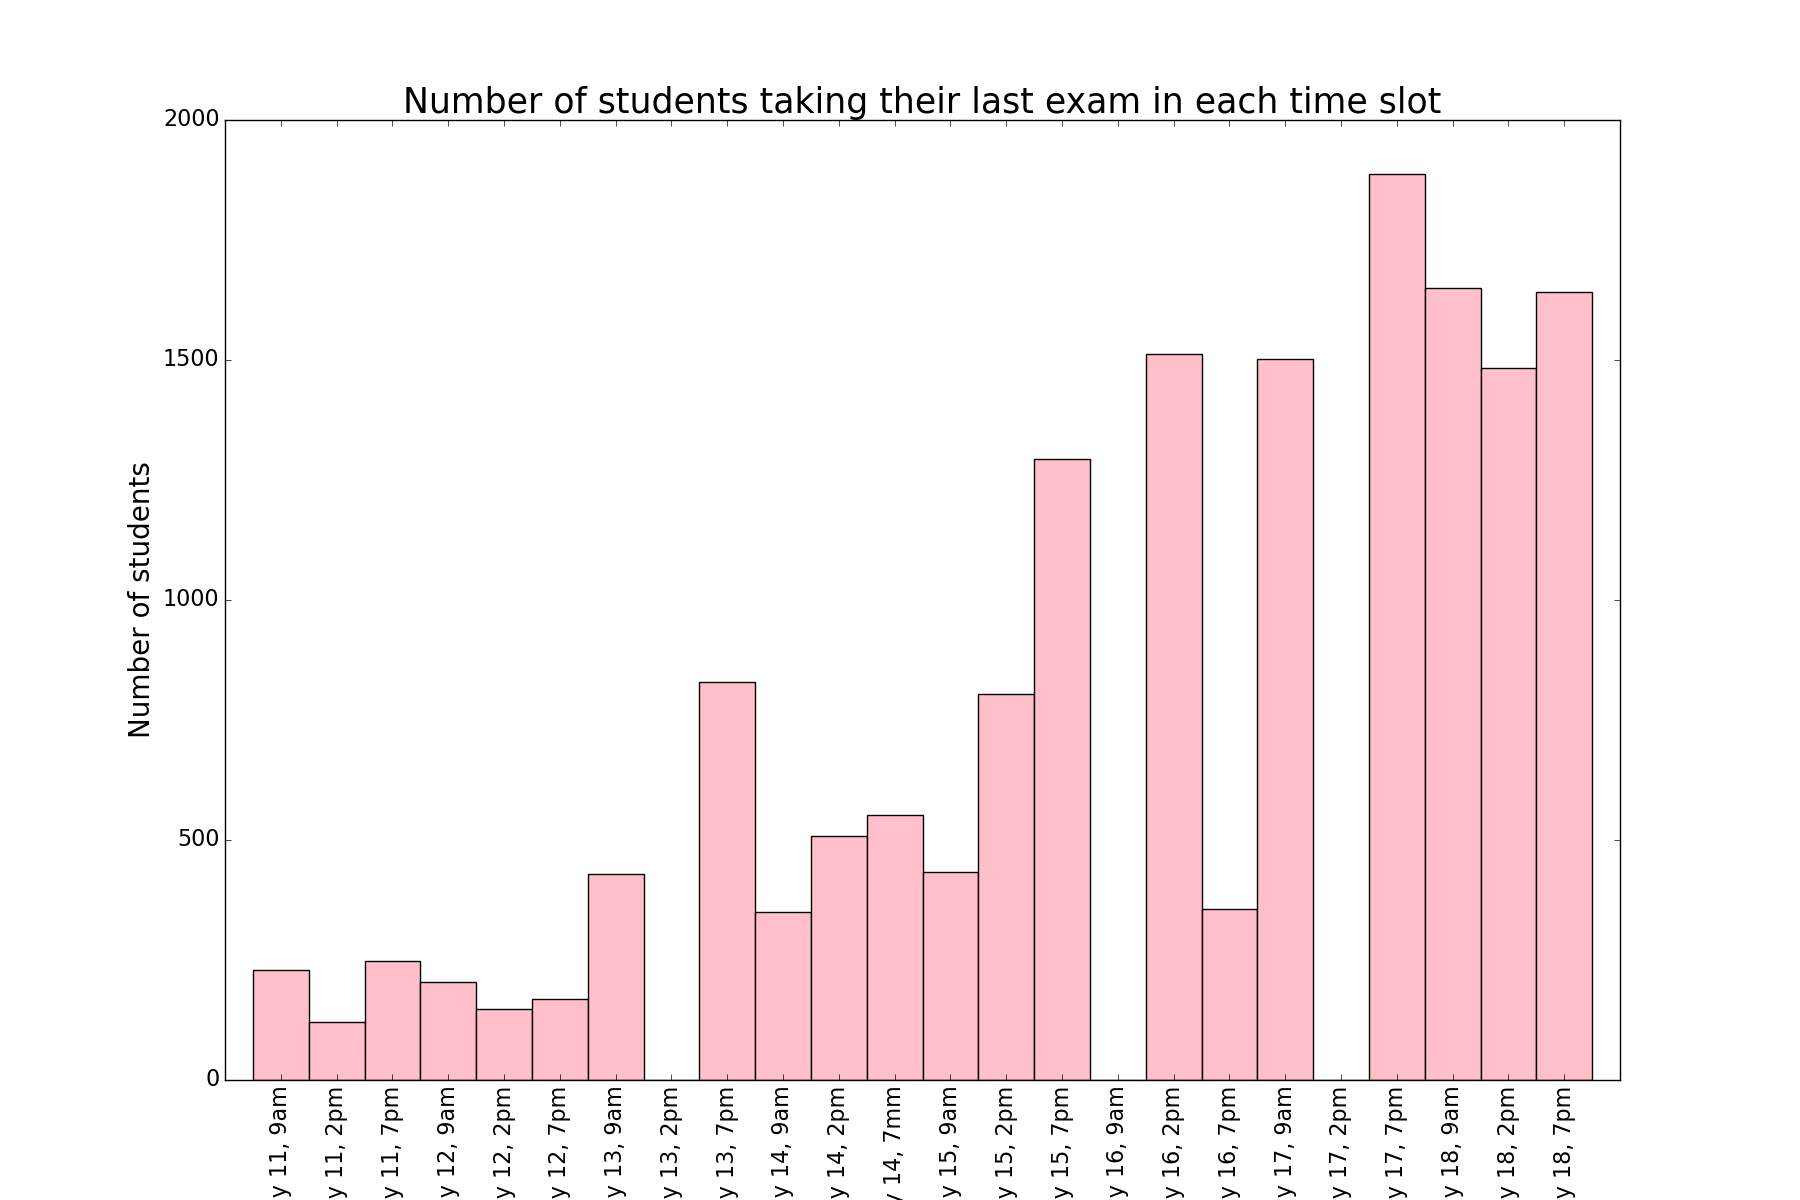 Number of students taking their last exam in each time slot
Number of students
2000
1500
1000
500
0
y 11, 9am
y 11, 2pm
y 11, 7pm
y 12, 9am
y 12, 2pm
y 12, 7pm
y 13, 9am
y 13, 2pm
y 13, 7pm
y 14, 9am
y 14, 2pm
y 14, 7mm
y 15, 9am
y 15, 2pm
y 15, 7pm
y 16, 9am
y 16, 2pm
y 16, 7pm
y 17, 9am
y 17, 2pm
y 17, 7pm
y 18, 9am
y 18, 2pm
y 18, 7pm